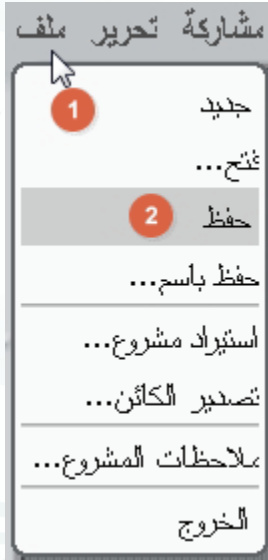 ملف تحرير مشاركة
1
جديد
فتح...
حفظ 2
حفظ باسم...
استيراد مشروع...
تصدير الكائن...
ملاحظات المشروع...
الخروج